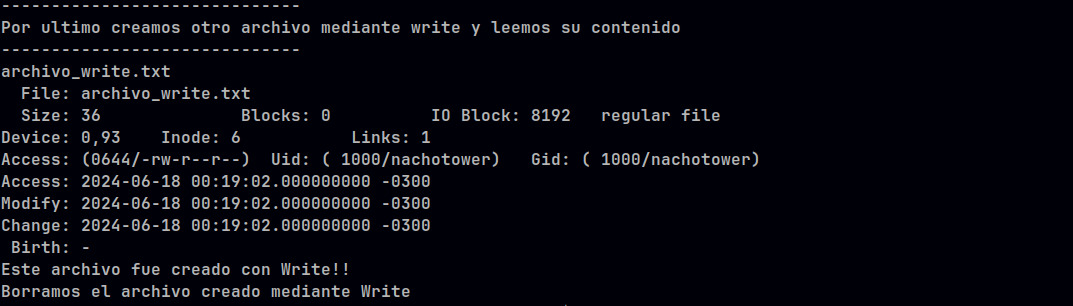 ------------------------------
Por ultimo creamos otro archivo mediante write y leemos su contenido
------------------------------
archivo_write.txt
  File: archivo_write.txt
  Size: 36              Blocks: 0          IO Block: 8192   regular file
Device: 0,93    Inode: 6           Links: 1
Access: (0644/-rw-r--r--)  Uid: ( 1000/nachotower)   Gid: ( 1000/nachotower)
Access: 2024-06-18 00:19:02.000000000 -0300
Modify: 2024-06-18 00:19:02.000000000 -0300
Change: 2024-06-18 00:19:02.000000000 -0300
 Birth: -
Este archivo fue creado con Write!!
Borramos el archivo creado mediante Write